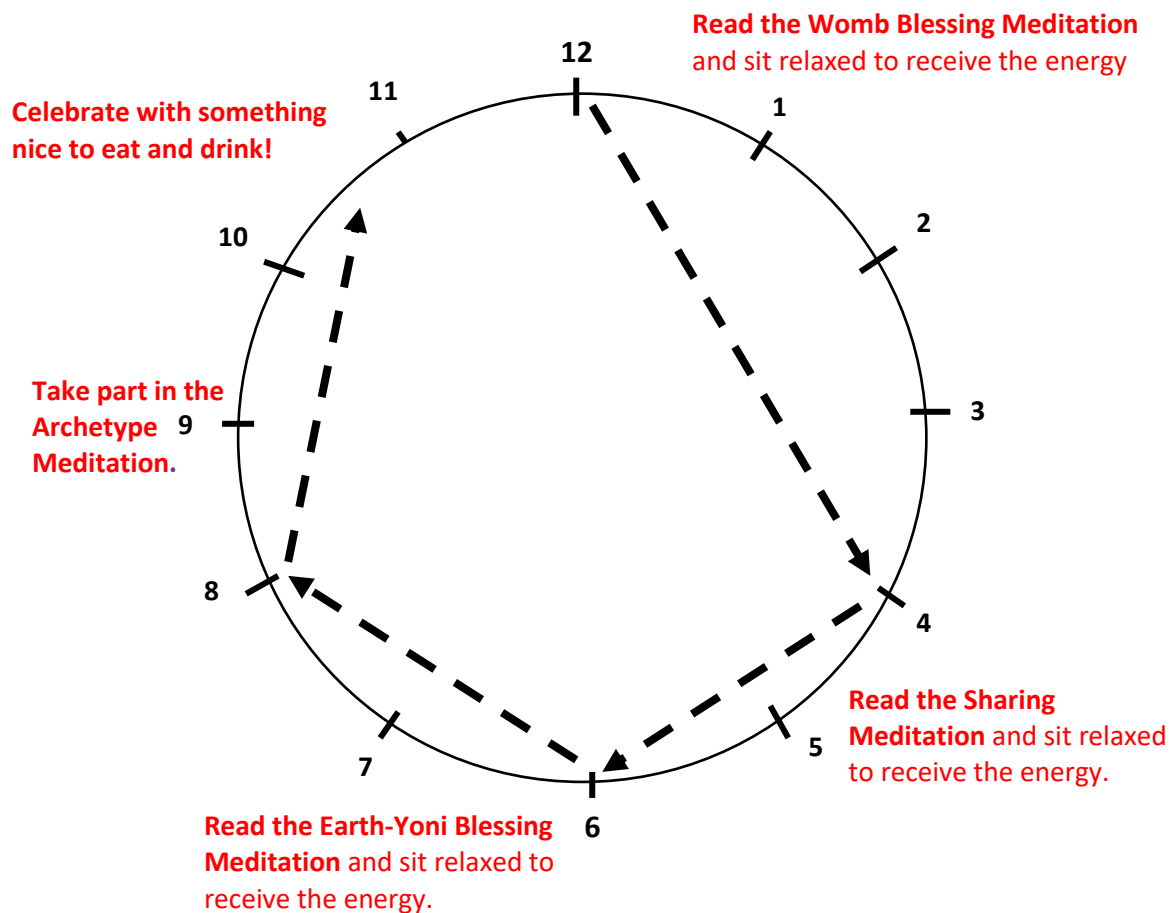 Read the Womb Blessing Meditation
and sit relaxed to receive the energy
12
11
1
Celebrate with something
nice to eat and drink!
2
10
3
Take part in the
Archetype
Meditation.
9
8
4
Read the Sharing
Meditation and sit relaxed
to receive the energy.
5
7
6
Read the Earth-Yoni Blessing
Meditation and sit relaxed to
receive the energy.